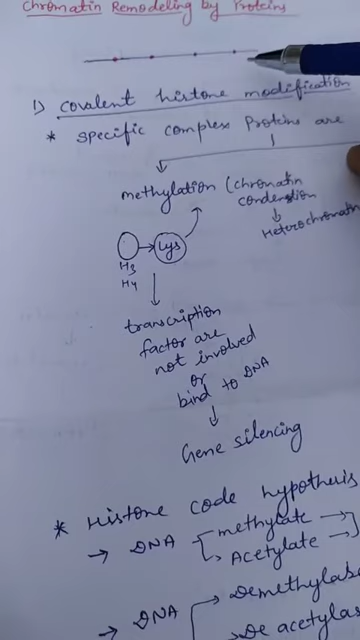 Chromatin Remodeling by Proteins
1) covalent histone modification
* specific complex Proteins are
methylation (chromatin
condenstion
Heterochromatin
Lys
H3
H4
transcription
factor are
not involved
or
bind to DNA
Gene silencing
* Histone code hypothesis
→ DNA methylate →
Acetylate →
→ DNA Demethylase
De acetylas